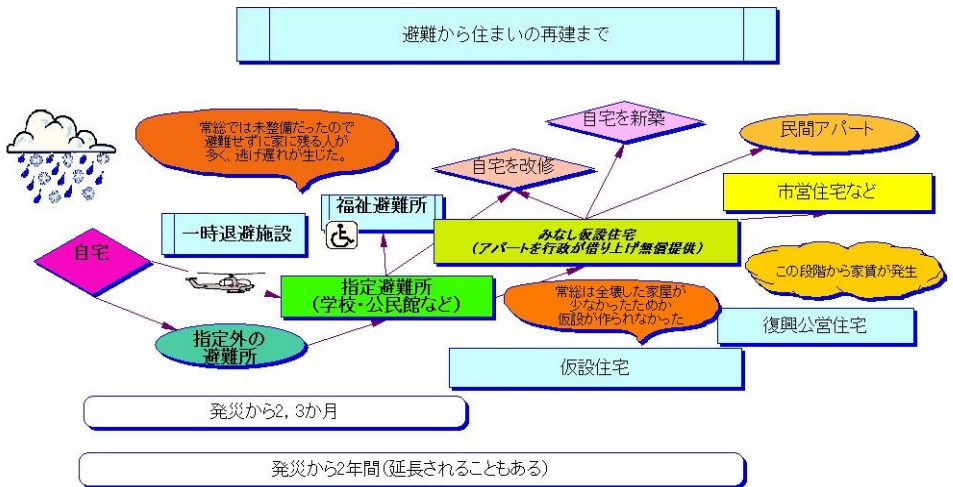 避難から住まいの再建まで
常総では未整備だったので
避難せずに家に残る人が
多く、逃げ遅れが生じた。
自宅を新築
民間アパート
自宅を改修
市営住宅など
福祉避難所
一時退避施設
みなし仮設住宅
(アパートを行政が借り上げ無償提供)
自宅
この段階から家賃が発生
指定避難所
(学校・公民館など)
常総は全壊した家屋が
少なかったためか
仮設が作られなかった
復興公営住宅
指定外の
避難所
仮設住宅
発災から2, 3か月
発災から2年間(延長されることもある)